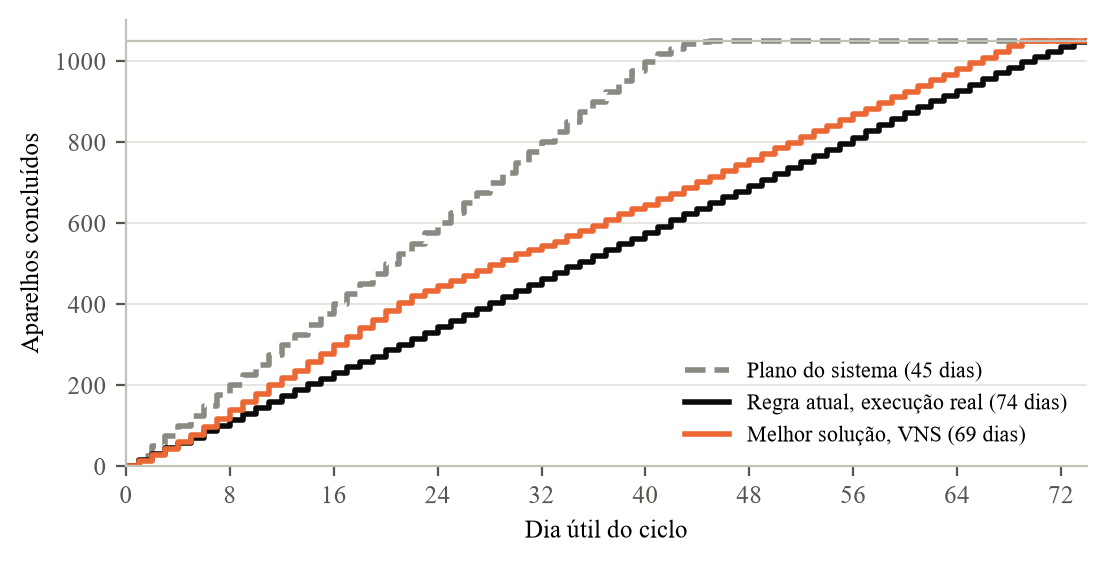 1000
800
600
400
200
0
Aparelhos concluídos
Plano do sistema (45 dias)
Regra atual, execução real (74 dias)
Melhor solução, VNS (69 dias)
0 8 16 24 32 40 48 56 64 72
Dia útil do ciclo